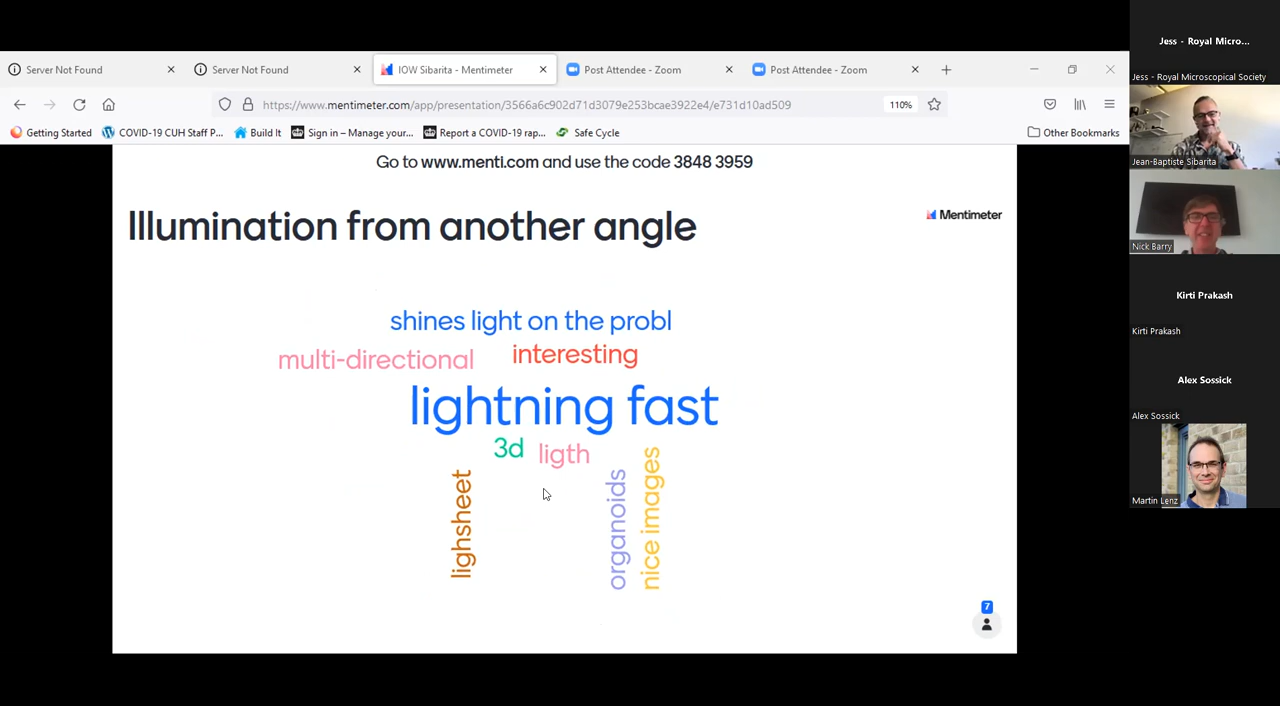 Server Not Found
Server Not Found
IOW Sibarita - Mentimeter
Post Attendee - Zoom
Post Attendee - Zoom
https://www.mentimeter.com/app/presentation/3566a6c902d71d3079e253bcae3922e4/e731d10ad509
110%
Getting Started
COVID-19 CUH Staff P...
Build It
Sign in – Manage your...
Report a COVID-19 rap...
Safe Cycle
Other Bookmarks
Go to www.menti.com and use the code 3848 3959
Illumination from another angle
Mentimeter
shines light on the probl
multi-directional
interesting
lightning fast
3d
ligth
lighsheet
organoids
nice images
7
Jess - Royal Micro...
Jess - Royal Microscopical Society
Jean-Baptiste Sibarita
Nick Barry
Kirti Prakash
Kirti Prakash
Alex Sossick
Alex Sossick
Martin Lenz